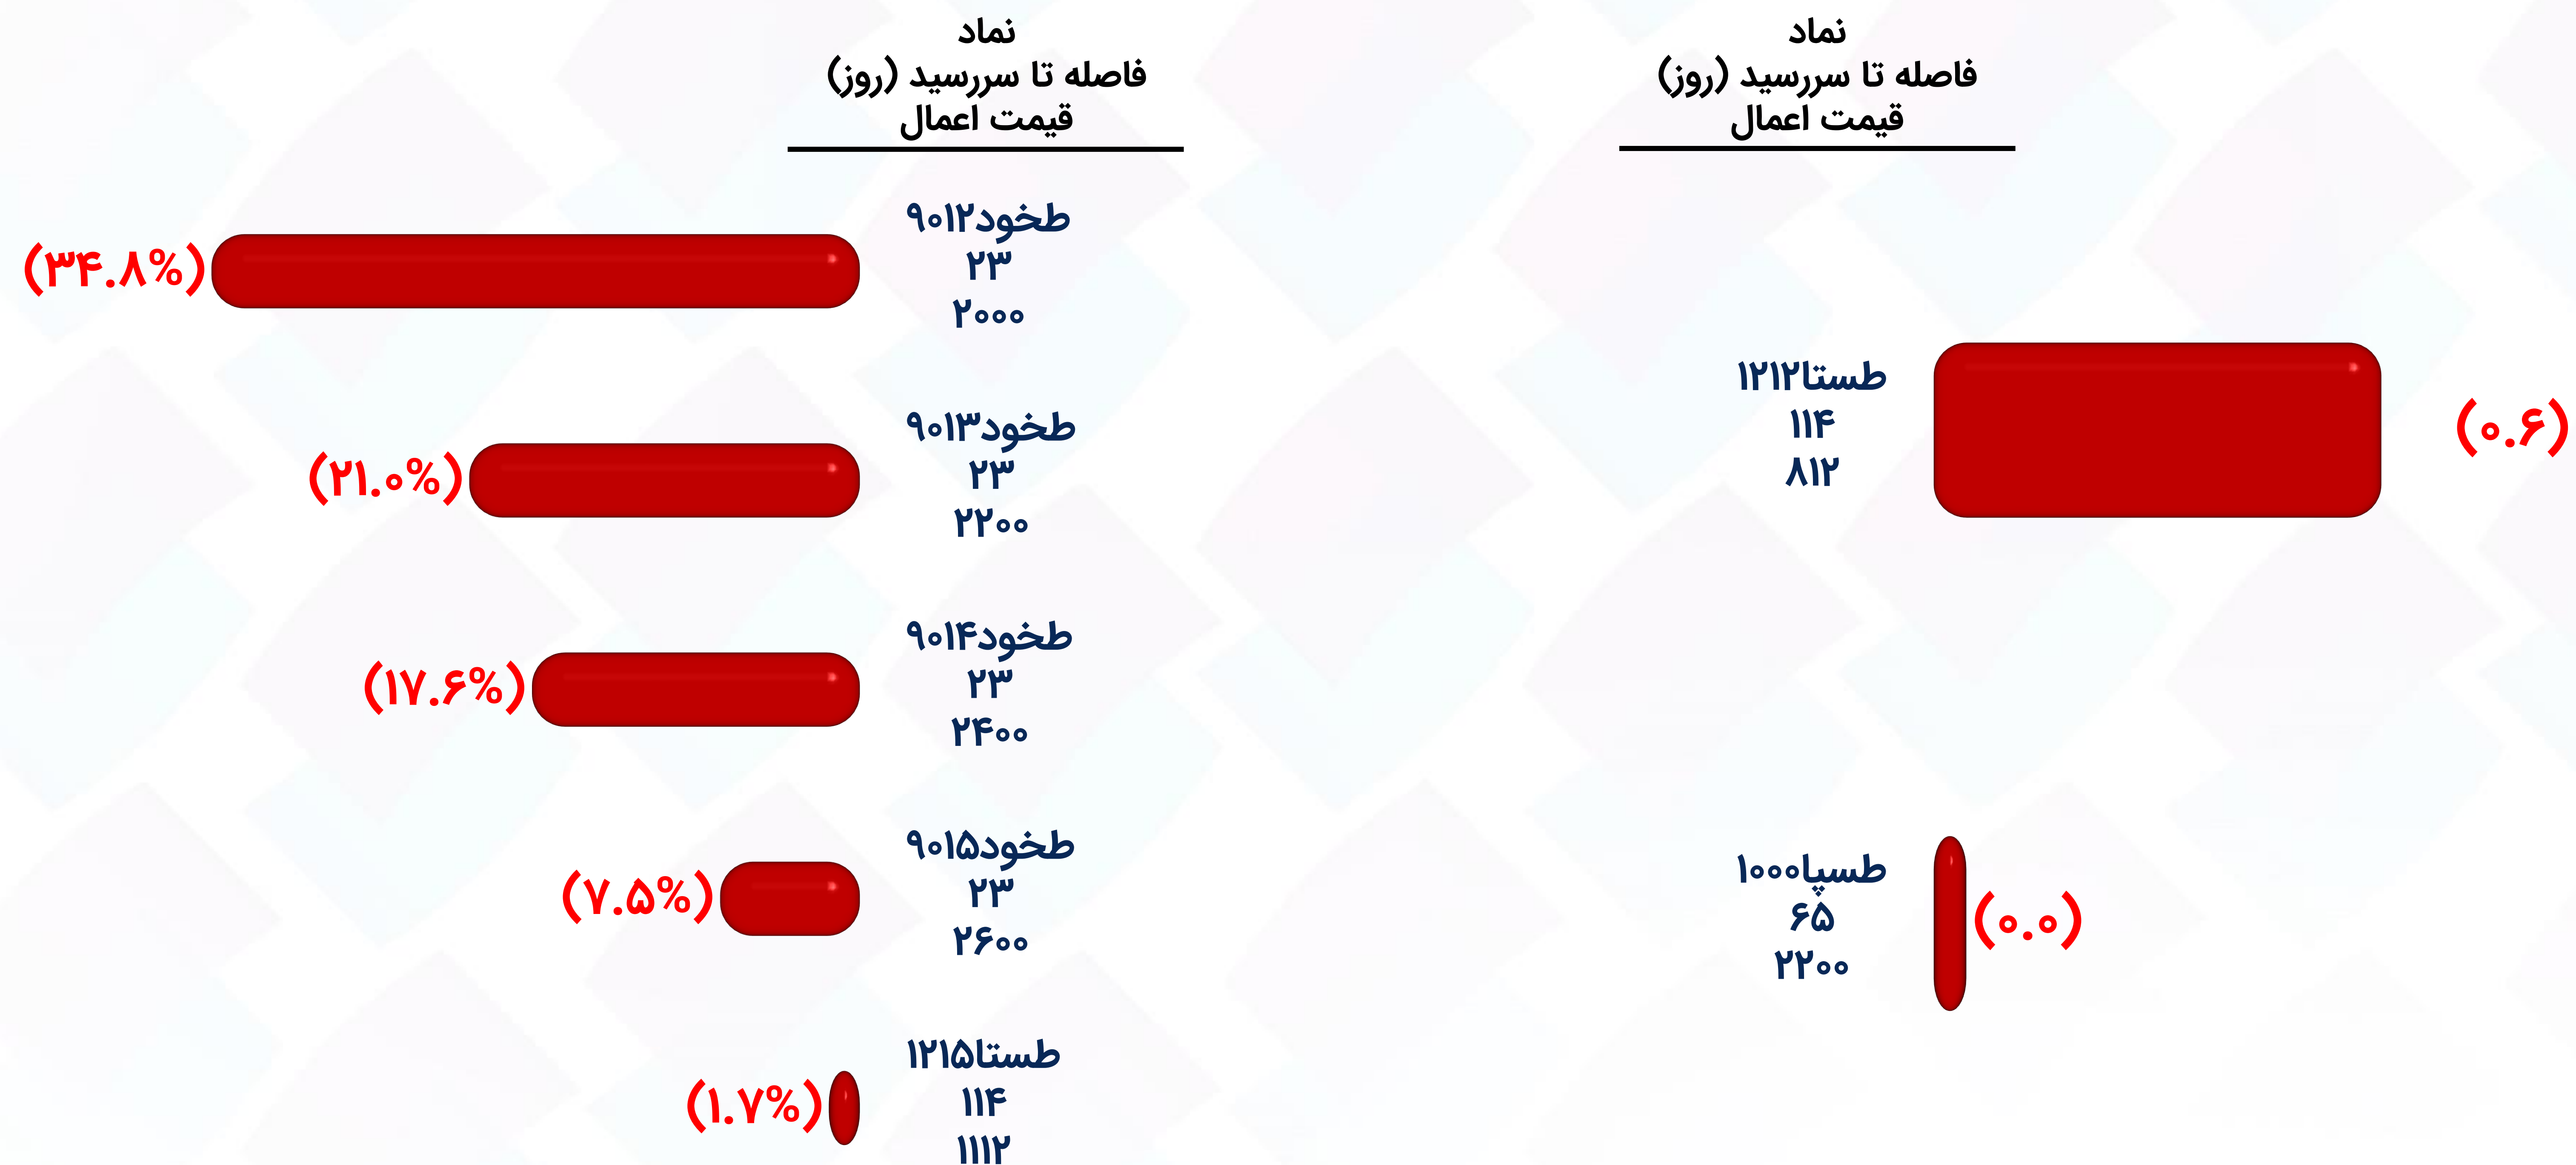 نماد
فاصله تا سررسید (روز)
قیمت اعمال
طستا۱۲۱۲
۱۱۴
۸۱۲
(۰.۶)
طسپا۱۰۰۰
۶۵
۲۲۰۰
(۰.۰)
نماد
فاصله تا سررسید (روز)
قیمت اعمال
طخود۹۰۱۲
۲۳
۲۰۰۰
(۳۴.۸%)
طخود۹۰۱۳
۲۳
۲۲۰۰
(۲۱.۰%)
طخود۹۰۱۴
۲۳
۲۴۰۰
(۱۷.۶%)
طخود۹۰۱۵
۲۳
۲۶۰۰
(۷.۵%)
طستا۱۲۱۵
۱۱۴
۱۱۱۲
(۱.۷%)